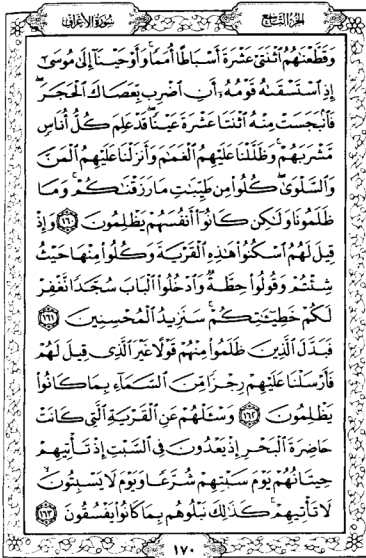 سورة الأعراف
الجزء التاسع
وَقَطَّعْنَٰهُمُ ٱثْنَتَىْ عَشْرَةَ أَسْبَاطًا أُمَمًا ۚ وَأَوْحَيْنَآ إِلَىٰ مُوسَىٰٓ
إِذِ ٱسْتَسْقَىٰهُ قَوْمُهُۥٓ أَنِ ٱضْرِب بِّعَصَاكَ ٱلْحَجَرَ ۖ
فَٱنۢبَجَسَتْ مِنْهُ ٱثْنَتَا عَشْرَةَ عَيْنًا ۖ قَدْ عَلِمَ كُلُّ أُنَاسٍ
مَّشْرَبَهُمْ ۚ وَظَلَّلْنَا عَلَيْهِمُ ٱلْغَمَٰمَ وَأَنزَلْنَا عَلَيْهِمُ ٱلْمَنَّ
وَٱلسَّلْوَىٰ ۖ كُلُوا۟ مِن طَيِّبَٰتِ مَا رَزَقْنَٰكُمْ ۚ وَمَا
ظَلَمُونَا وَلَٰكِن كَانُوٓا۟ أَنفُسَهُمْ يَظْلِمُونَ ١٦٠ وَإِذْ
قِيلَ لَهُمُ ٱسْكُنُوا۟ هَٰذِهِ ٱلْقَرْيَةَ وَكُلُوا۟ مِنْهَا حَيْثُ
شِئْتُمْ وَقُولُوا۟ حِطَّةٌ وَٱدْخُلُوا۟ ٱلْبَابَ سُجَّدًا نَّغْفِرْ
لَكُمْ خَطِيٓـَٰٔتِكُمْ ۚ سَنَزِيدُ ٱلْمُحْسِنِينَ ١٦١
فَبَدَّلَ ٱلَّذِينَ ظَلَمُوا۟ مِنْهُمْ قَوْلًا غَيْرَ ٱلَّذِى قِيلَ لَهُمْ
فَأَرْسَلْنَا عَلَيْهِمْ رِجْزًا مِّنَ ٱلسَّمَآءِ بِمَا كَانُوا۟
يَظْلِمُونَ ١٦٢ وَسْـَٔلْهُمْ عَنِ ٱلْقَرْيَةِ ٱلَّتِى كَانَتْ
حَاضِرَةَ ٱلْبَحْرِ إِذْ يَعْدُونَ فِى ٱلسَّبْتِ إِذْ تَأْتِيهِمْ
حِيتَانُهُمْ يَوْمَ سَبْتِهِمْ شُرَّعًا وَيَوْمَ لَا يَسْبِتُونَ ۙ
لَا تَأْتِيهِمْ ۚ كَذَٰلِكَ نَبْلُوهُم بِمَا كَانُوا۟ يَفْسُقُونَ ١٦٣
١٧٠